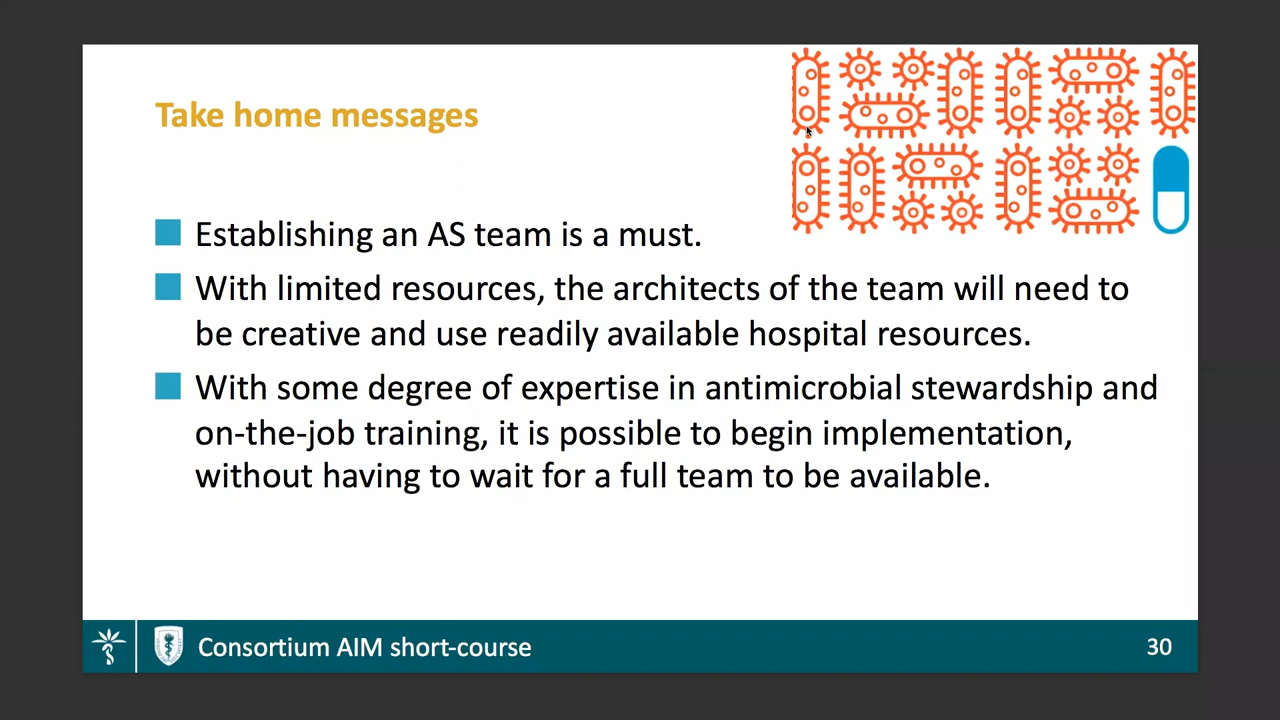 Take home messages
Establishing an AS team is a must.
With limited resources, the architects of the team will need to
be creative and use readily available hospital resources.
With some degree of expertise in antimicrobial stewardship and
on-the-job training, it is possible to begin implementation,
without having to wait for a full team to be available.
Consortium AIM short-course
30